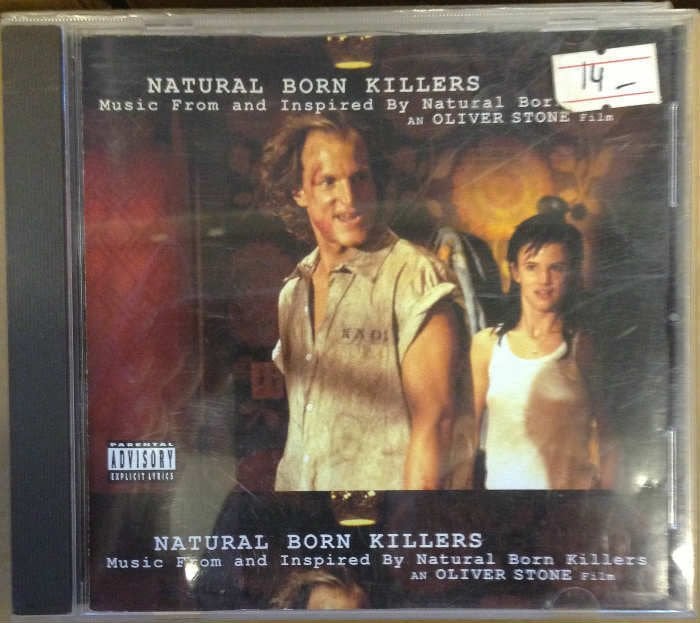 NATURAL BORN KILLERS
14 -
Music From and Inspired By Natural Bor
AN OLIVER STONE Film
PARENTAL
ADVISORY
EXPLICIT LYRICS
NATURAL BORN KILLERS
Music From and Inspired By Natural Born Killers
AN OLIVER STONE Film